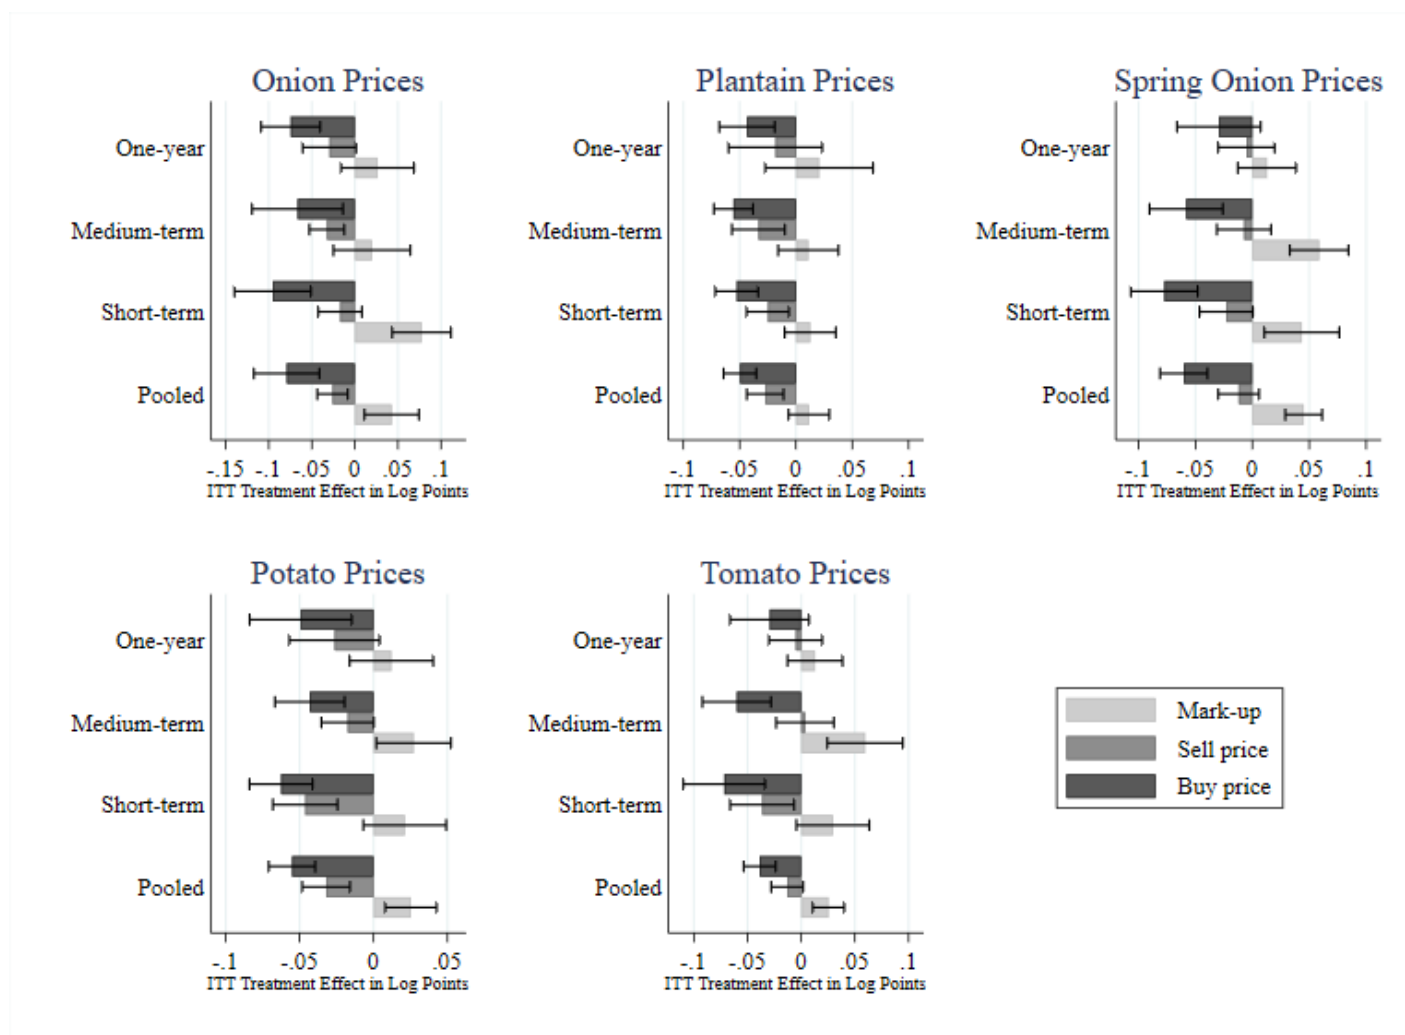 Onion Prices
One-year
Medium-term
Short-term
Pooled
-.15 -.1 -.05 0 .05 .1
ITT Treatment Effect in Log Points
Plantain Prices
One-year
Medium-term
Short-term
Pooled
-.1 -.05 0 .05 .1
ITT Treatment Effect in Log Points
Spring Onion Prices
One-year
Medium-term
Short-term
Pooled
-.1 -.05 0 .05 .1
ITT Treatment Effect in Log Points
Potato Prices
One-year
Medium-term
Short-term
Pooled
-.1 -.05 0 .05
ITT Treatment Effect in Log Points
Tomato Prices
One-year
Medium-term
Short-term
Pooled
-.1 -.05 0 .05 .1
ITT Treatment Effect in Log Points
Mark-up
Sell price
Buy price